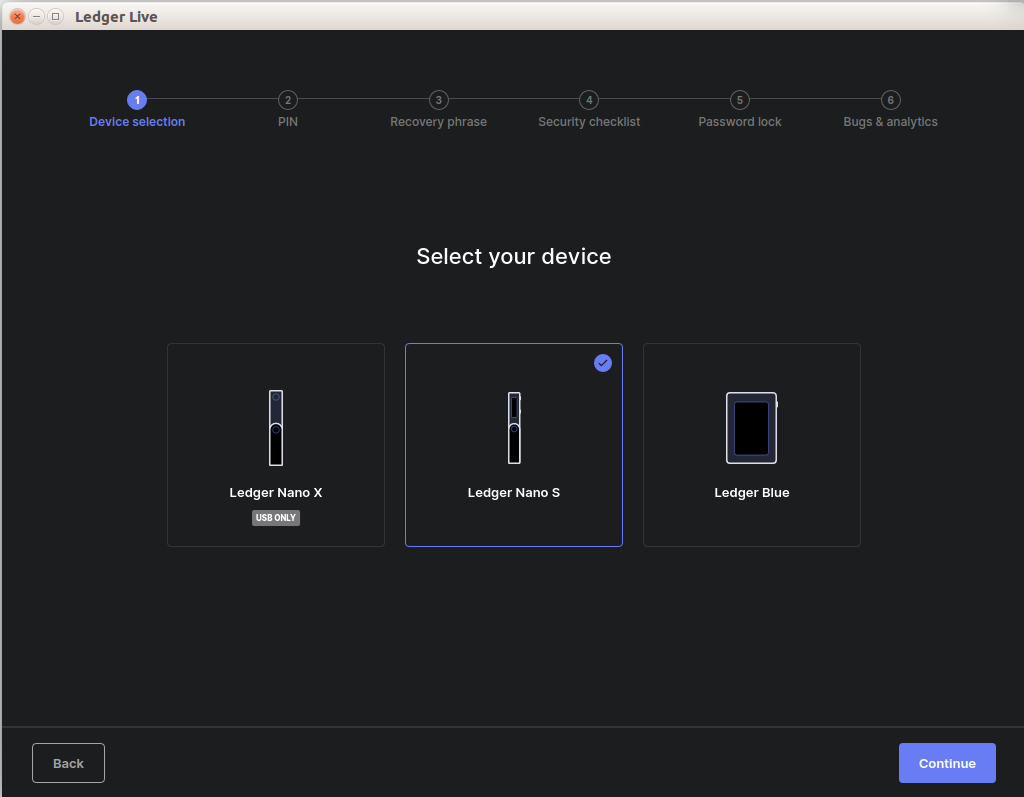 Ledger Live
1 2 3 4 5 6
Device selection PIN Recovery phrase Security checklist Password lock Bugs & analytics
Select your device
Ledger Nano X Ledger Nano S Ledger Blue
USB ONLY
Back Continue